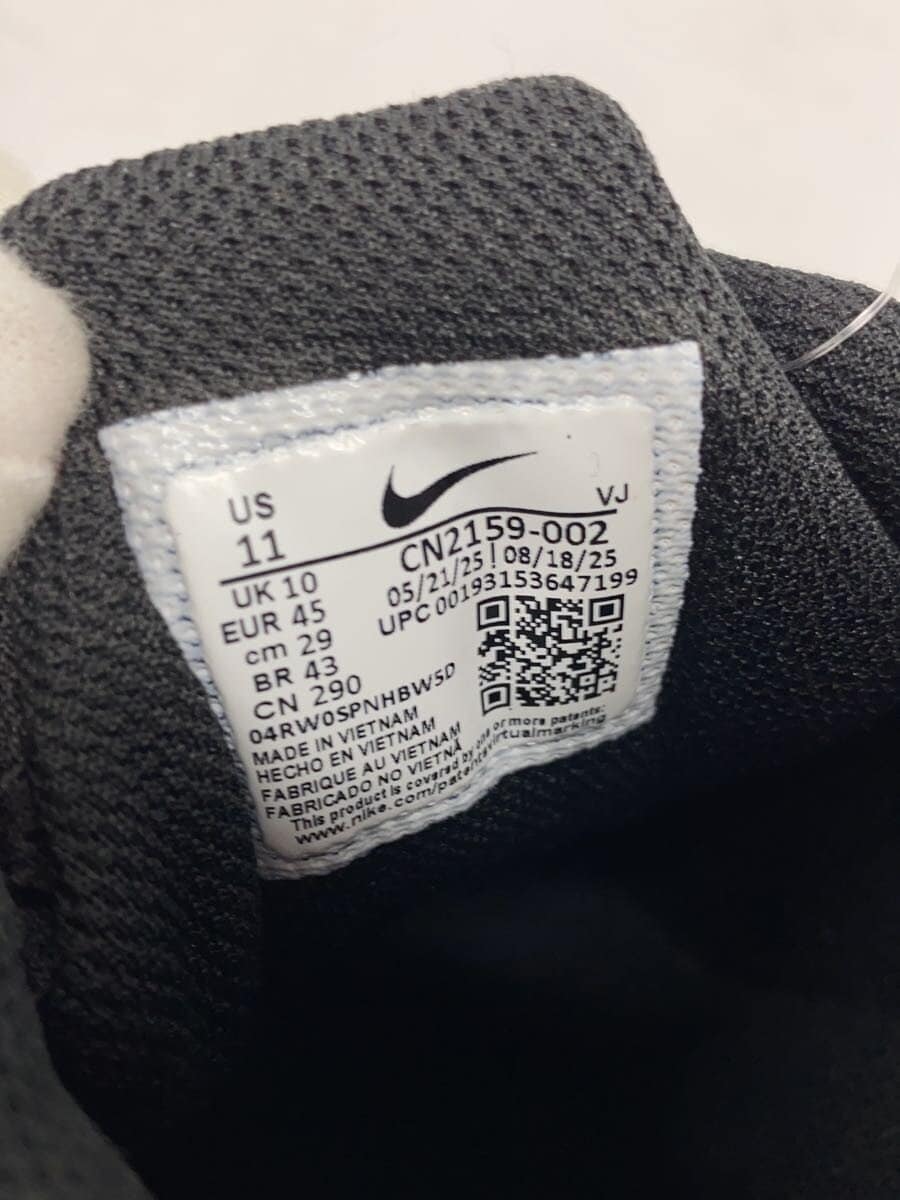 US
11
VJ
CN2159-002
05/21/25 | 08/18/25
UPC 00193153647199
UK 10
EUR 45
cm 29
BR 43
CN 290
04RW0SPNHBW5D
MADE IN VIETNAM
HECHO EN VIETNAM
FABRIQUE AU VIETNAM
FABRICADO NO VIETNÃ
This product is covered by one or more patents:
www.nike.com/patentsvirtualmarking